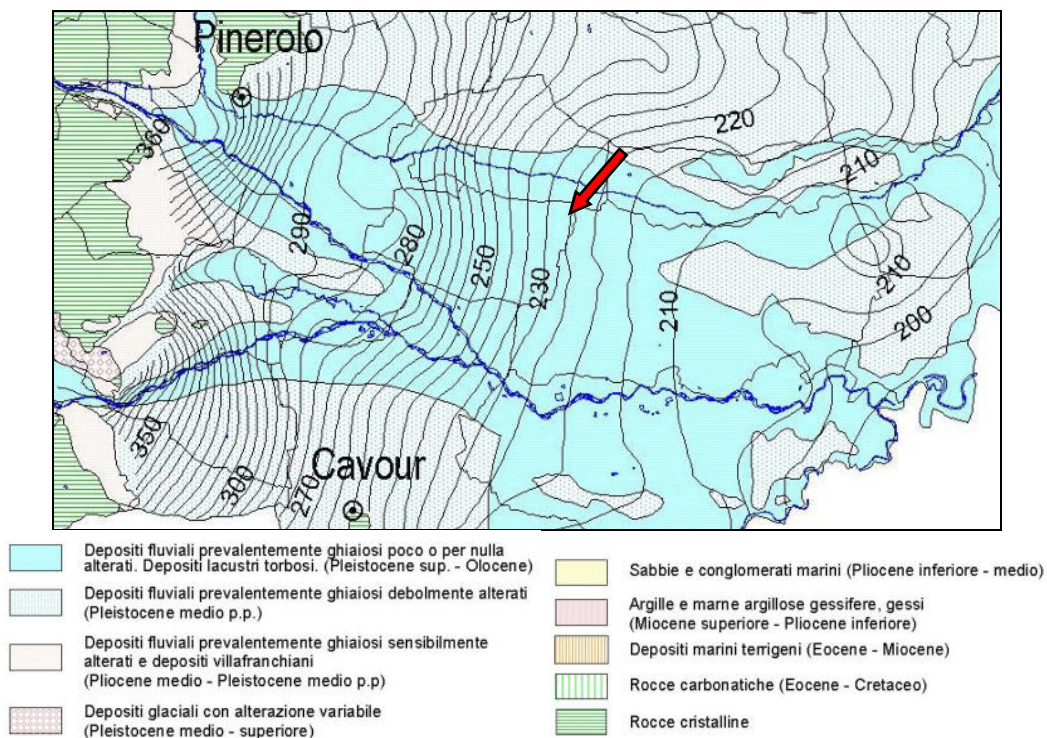 Pinerolo
360
220
210
290
280
250
230
210
210
200
350
300
270
Cavour
Depositi fluviali prevalentemente ghiaiosi poco o per nulla
alterati. Depositi lacustri torbosi. (Pleistocene sup. - Olocene)
Depositi fluviali prevalentemente ghiaiosi debolmente alterati
(Pleistocene medio p.p.)
Depositi fluviali prevalentemente ghiaiosi sensibilmente
alterati e depositi villafranchiani
(Pliocene medio - Pleistocene medio p.p)
Depositi glaciali con alterazione variabile
(Pleistocene medio - superiore)
Sabbie e conglomerati marini (Pliocene inferiore - medio)
Argille e marne argillose gessifere, gessi
(Miocene superiore - Pliocene inferiore)
Depositi marini terrigeni (Eocene - Miocene)
Rocce carbonatiche (Eocene - Cretaceo)
Rocce cristalline